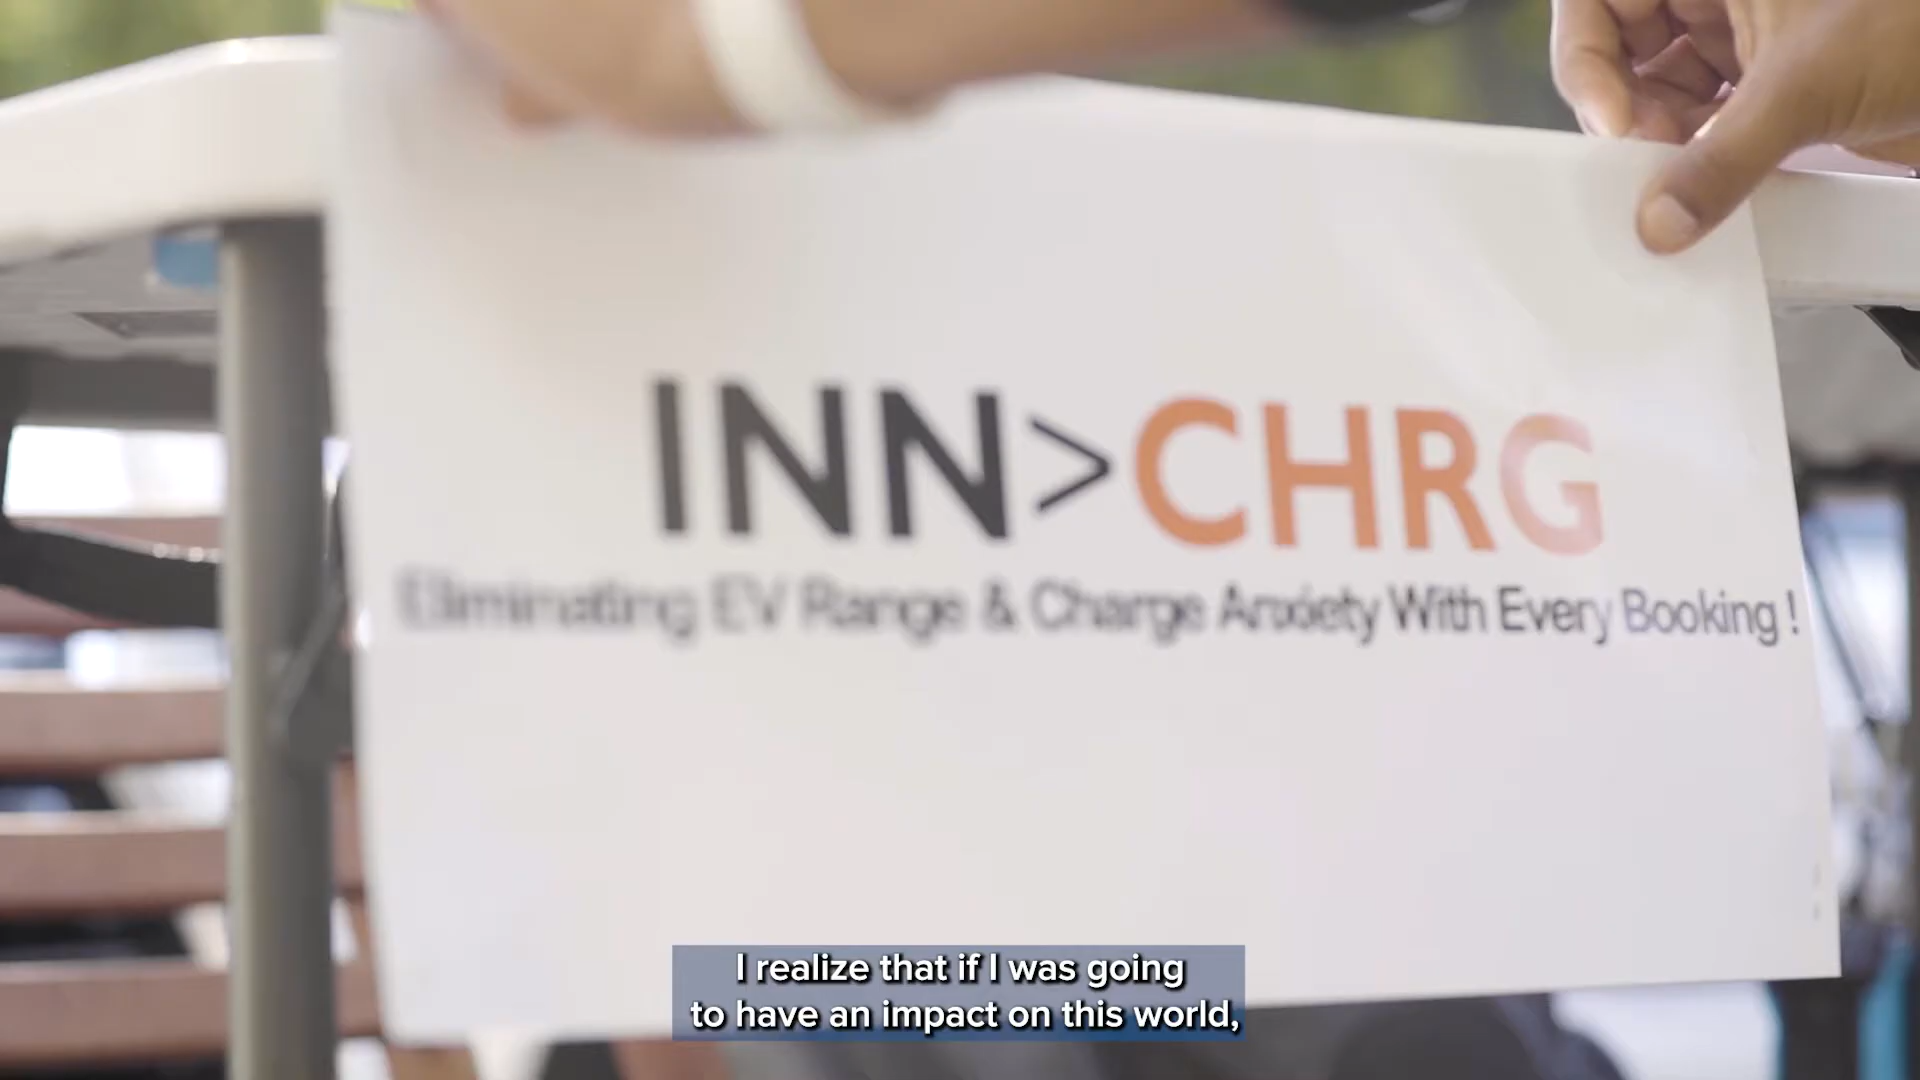 INN>CHRG
Eliminating EV Range & Charge Anxiety With Every Booking !
I realize that if I was going
to have an impact on this world,